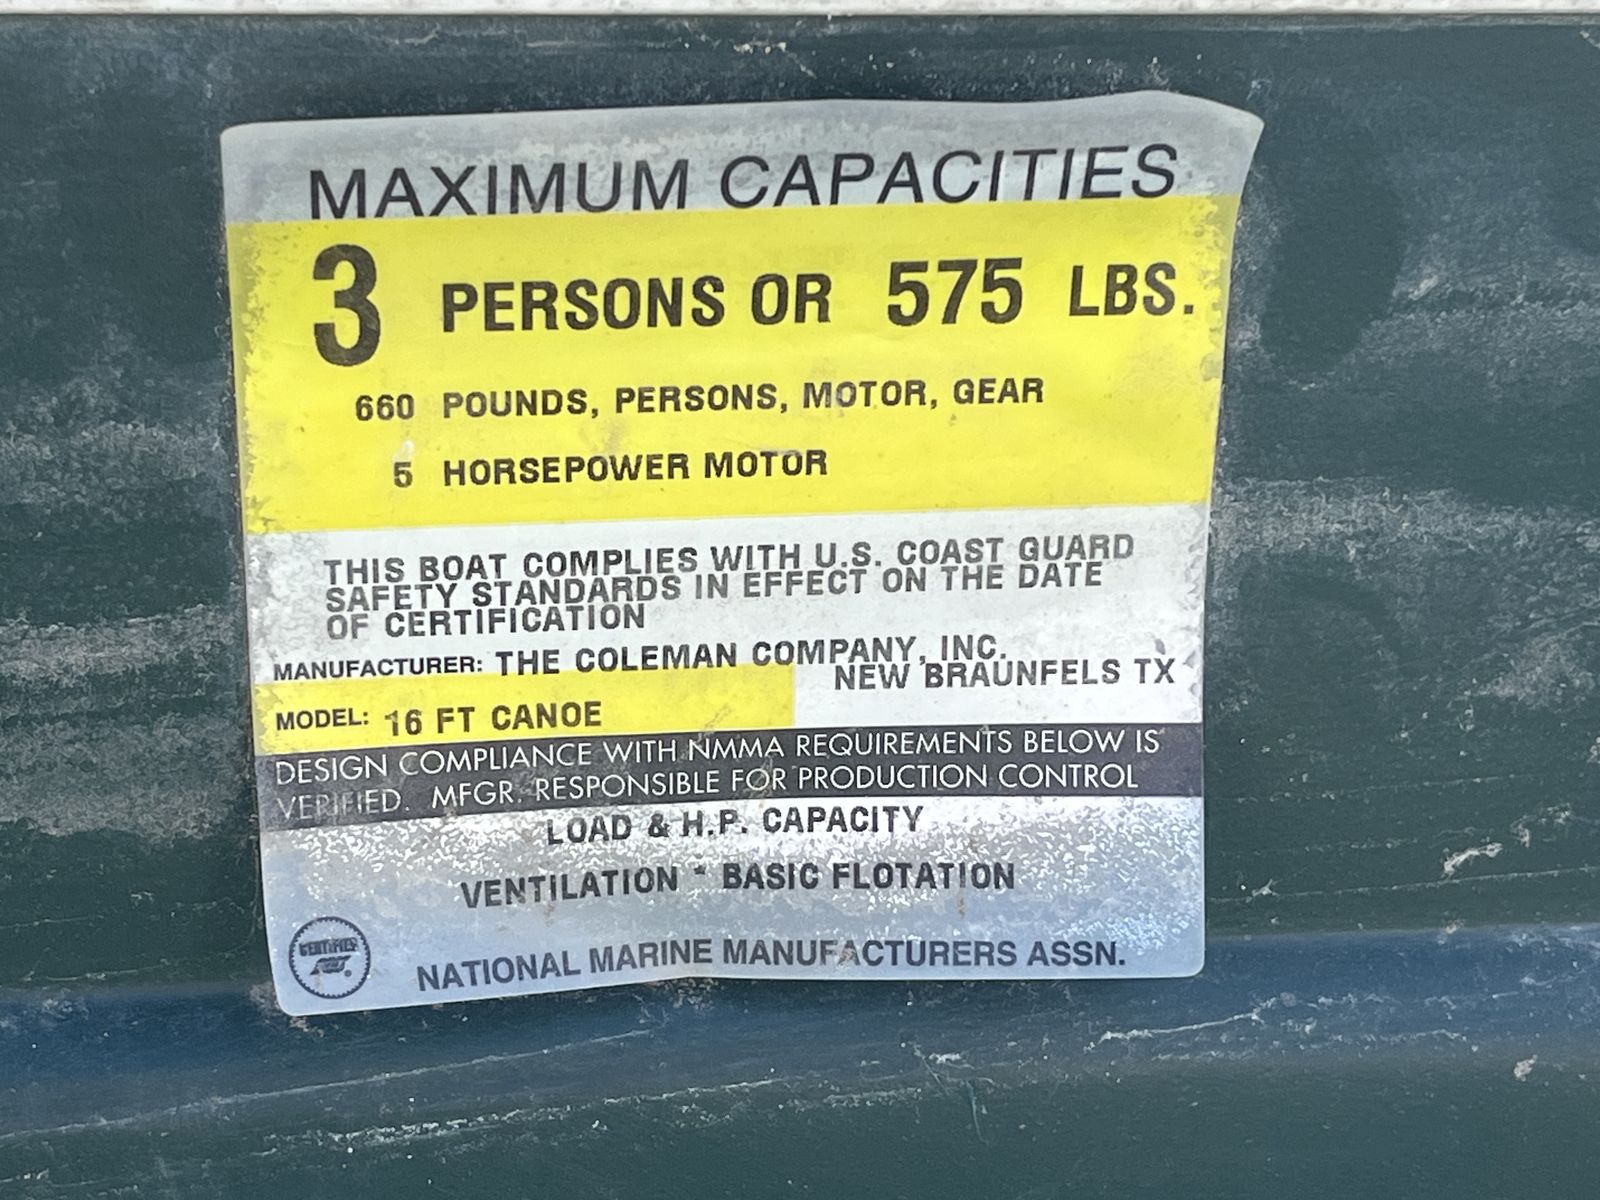 MAXIMUM CAPACITIES
3 PERSONS OR 575 LBS.
660 POUNDS, PERSONS, MOTOR, GEAR
5 HORSEPOWER MOTOR
THIS BOAT COMPLIES WITH U.S. COAST GUARD
SAFETY STANDARDS IN EFFECT ON THE DATE
OF CERTIFICATION
MANUFACTURER: THE COLEMAN COMPANY, INC.
NEW BRAUNFELS TX
MODEL: 16 FT CANOE
DESIGN COMPLIANCE WITH NMMA REQUIREMENTS BELOW IS
VERIFIED. MFGR. RESPONSIBLE FOR PRODUCTION CONTROL
LOAD & H.P. CAPACITY
VENTILATION - BASIC FLOTATION
CERTIFIED
NATIONAL MARINE MANUFACTURERS ASSN.